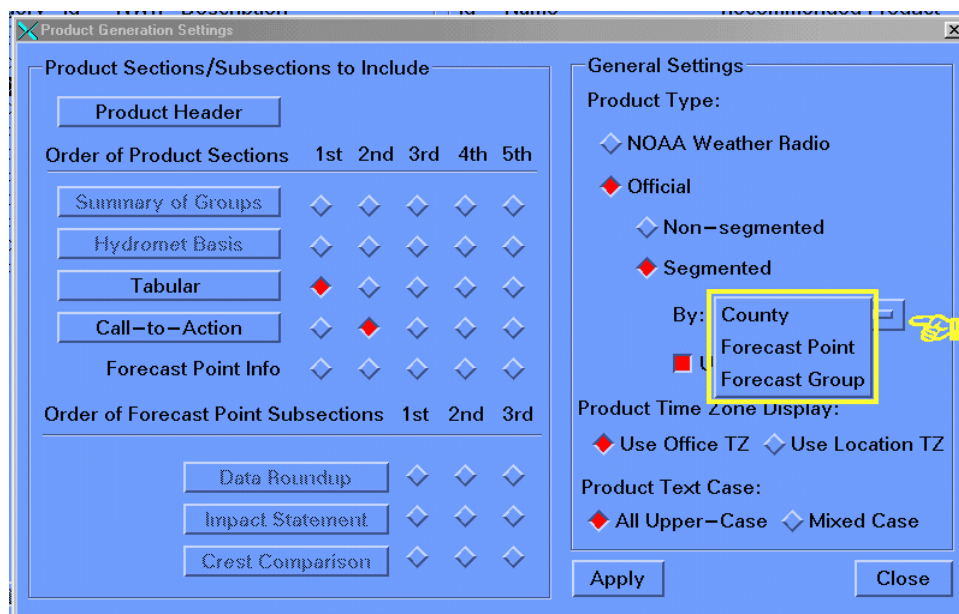 Product Generation Settings
Product Sections/Subsections to Include
Product Header
Order of Product Sections 1st 2nd 3rd 4th 5th
Summary of Groups
Hydromet Basis
Tabular
Call-to-Action
Forecast Point Info
Order of Forecast Point Subsections 1st 2nd 3rd
Data Roundup
Impact Statement
Crest Comparison
General Settings
Product Type:
NOAA Weather Radio
Official
Non-segmented
Segmented
By: County
Forecast Point
Forecast Group
Product Time Zone Display:
Use Office TZ Use Location TZ
Product Text Case:
All Upper-Case Mixed Case
Apply Close